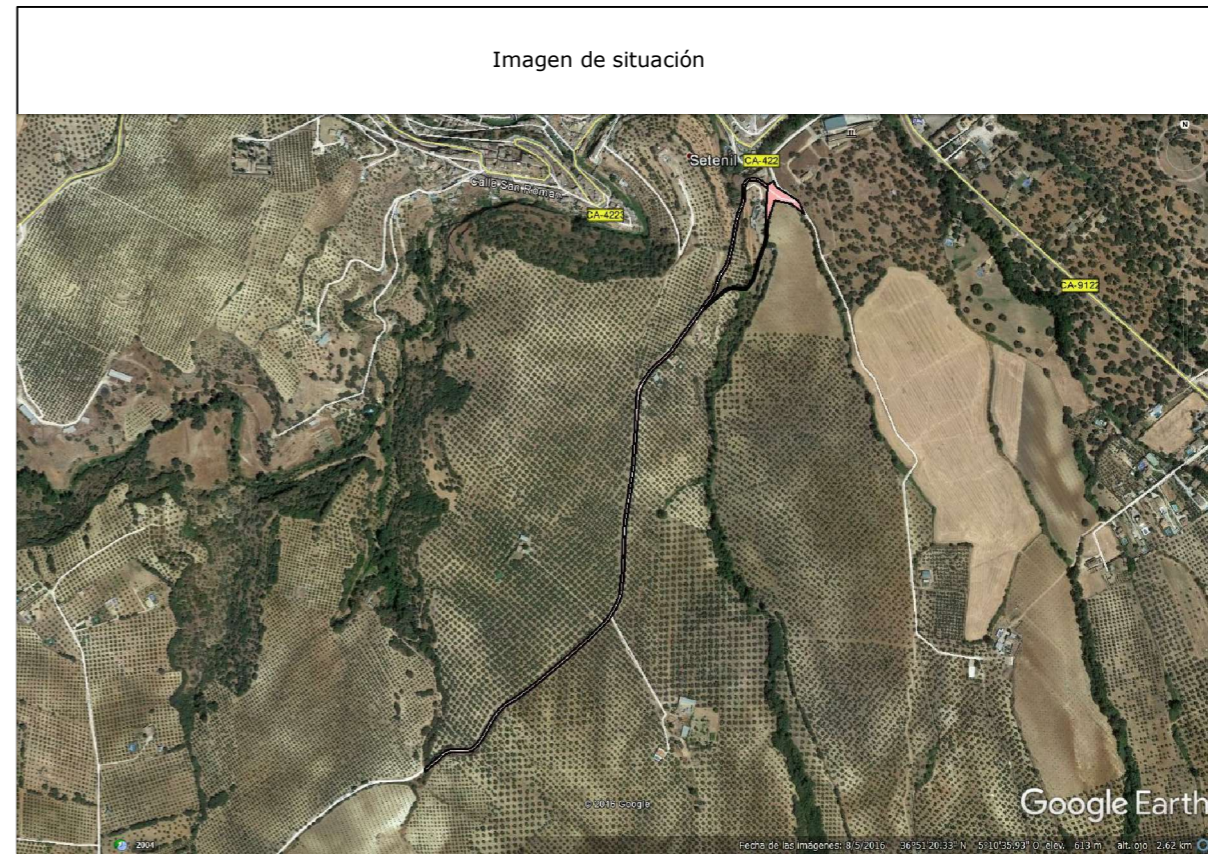 Imagen de situación
N
Setenil CA-422
Calle San Roman
CA-4223
CA-9122
©2016 Google
Google Earth
2904
Fecha de las imágenes: 8/5/2016 36°51'20.33" N 5°10'35.93" O elev. 613 m alt. ojo 2.62 km